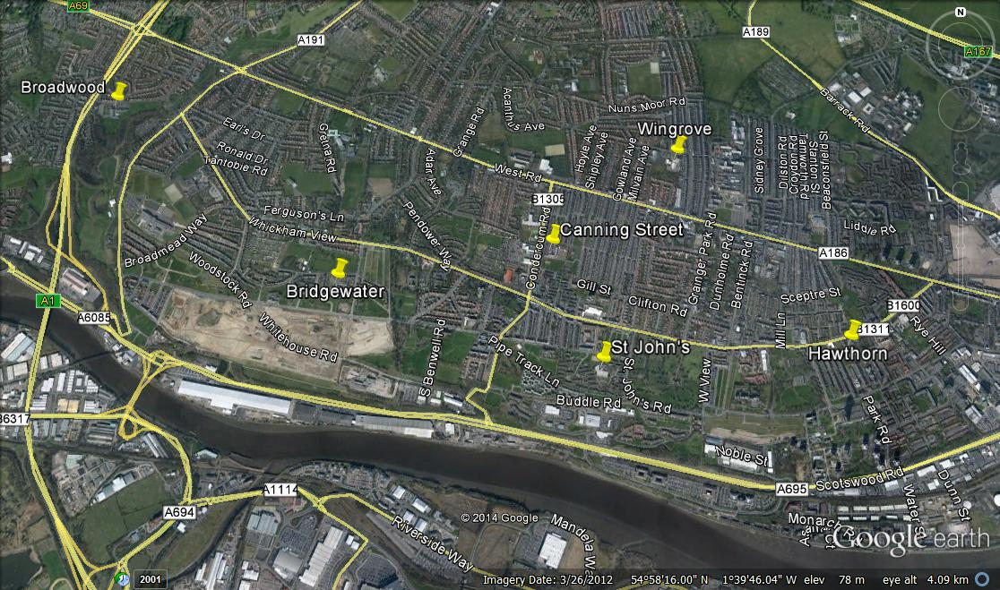 A69
A191
A189
N
A167
Broadwood
Acanthus Ave
Nuns Moor Rd
Barrack Rd
Earl's Dr
Gretna Rd
Granger Rd
Wingrove
Ronald Dr
Tantobie Rd
Adair Ave
West Rd
Hoyle Ave
Shipley Ave
Gowland Ave
Milvain Ave
Sidney Grove
Dilston Rd
Croydon Rd
Tamworth Rd
Stanton St
Beaconsfield St
B1305
Ferguson's Ln
Whickham View
Pendower Way
Condercum Rd
Canning Street
Liddle Rd
Broadmead Way
Woodstock Rd
Grainger Park Rd
Dunholme Rd
Bentinck Rd
A186
Bridgewater
Gill St
Clifton Rd
Sceptre St
A1
A6085
B1600
Whitehouse Rd
Mill Ln
B1311
Rye Hill
Hawthorn
Pipe Track Ln
St John's
S Benwell Rd
St. John's Rd
W View
Buddle Rd
Park Rd
B6317
Noble St
A695
Scotswood Rd
Dunn St
Water St
A1114
A694
© 2014 Google
Riverside Way
Mandela Wa
Monarch Rd
Google earth
2001
Imagery Date: 3/26/2012 54°58'16.00" N 1°39'46.04" W elev 78 m eye alt 4.09 km